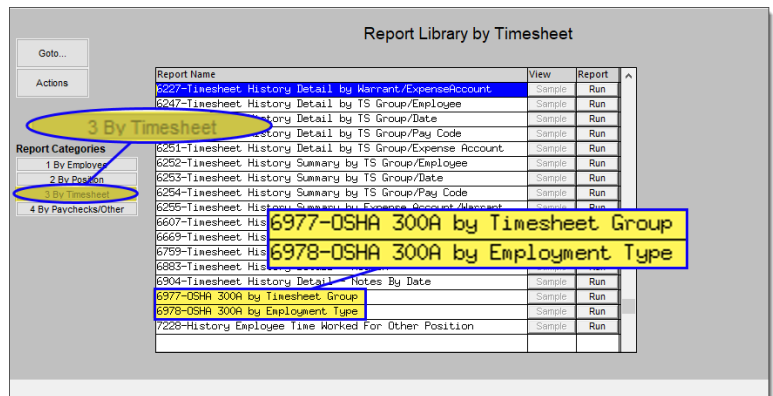 Report Library by Timesheet
Goto...
Actions
Report Name View Report
6227-Timesheet History Detail by Warrant/ExpenseAccount Sample Run
6247-Timesheet History Detail by TS Group/Employee Sample Run
History Detail by TS Group/Date Sample Run
3 By Timesheet
History Detail by TS Group/Pay Code Sample Run
Report Categories
6251-Timesheet History Detail by TS Group/Expense Account Sample Run
1 By Employee
6252-Timesheet History Summary by TS Group/Employee Sample Run
2 By Position
6253-Timesheet History Summary by TS Group/Date Sample Run
3 By Timesheet
6254-Timesheet History Summary by TS Group/Pay Code Sample Run
4 By Paychecks/Other
6255-Timesheet History Summary by Expense Account/Warrant Sample Run
6607-Timesheet His
6977-OSHA 300A by Timesheet Group
6669-Timesheet His
6759-Timesheet His
6978-OSHA 300A by Employment Type
6883-Timesheet History Run
6904-Timesheet History Detail - Notes By Date Sample Run
6977-OSHA 300A by Timesheet Group Sample Run
6978-OSHA 300A by Employment Type Sample Run
7228-History Employee Time Worked For Other Position Sample Run